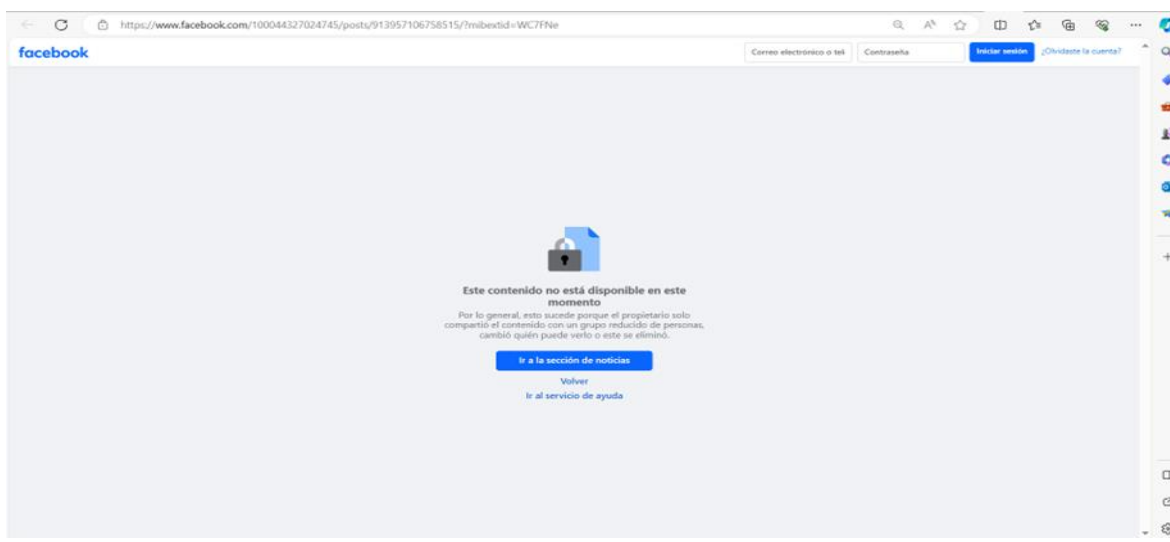 https://www.facebook.com/100044327024745/posts/913957106758515/?mibextid=WC7FNe
facebook
Correo electrónico o tel
Contraseña
Iniciar sesión
¿Olvidaste la cuenta?
Este contenido no está disponible en este
momento
Por lo general, esto sucede porque el propietario solo
compartió el contenido con un grupo reducido de personas,
cambió quién puede verlo o este se eliminó.
Ir a la sección de noticias
Volver
Ir al servicio de ayuda